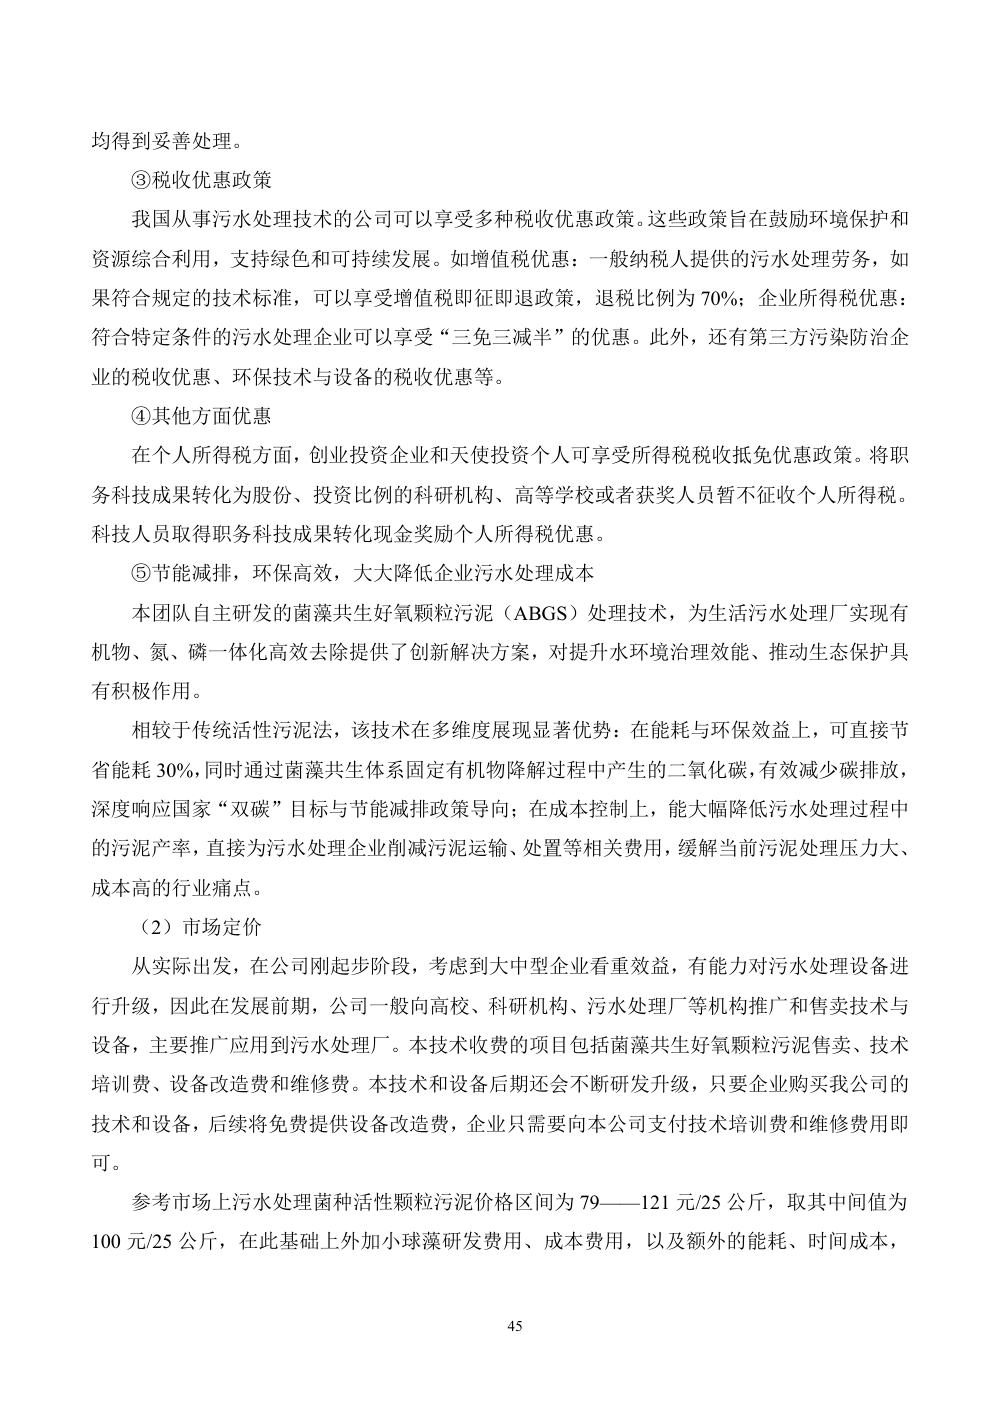 均得到妥善处理。
③税收优惠政策
我国从事污水处理技术的公司可以享受多种税收优惠政策。这些政策旨在鼓励环境保护和
资源综合利用，支持绿色和可持续发展。如增值税优惠：一般纳税人提供的污水处理劳务，如
果符合规定的技术标准，可以享受增值税即征即退政策，退税比例为 70%；企业所得税优惠：
符合特定条件的污水处理企业可以享受“三免三减半”的优惠。此外，还有第三方污染防治企
业的税收优惠、环保技术与设备的税收优惠等。
④其他方面优惠
在个人所得税方面，创业投资企业和天使投资个人可享受所得税税收抵免优惠政策。将职
务科技成果转化为股份、投资比例的科研机构、高等学校或者获奖人员暂不征收个人所得税。
科技人员取得职务科技成果转化现金奖励个人所得税优惠。
⑤节能减排，环保高效，大大降低企业污水处理成本
本团队自主研发的菌藻共生好氧颗粒污泥（ABGS）处理技术，为生活污水处理厂实现有
机物、氮、磷一体化高效去除提供了创新解决方案，对提升水环境治理效能、推动生态保护具
有积极作用。
相较于传统活性污泥法，该技术在多维度展现显著优势：在能耗与环保效益上，可直接节
省能耗 30%，同时通过菌藻共生体系固定有机物降解过程中产生的二氧化碳，有效减少碳排放，
深度响应国家“双碳”目标与节能减排政策导向；在成本控制上，能大幅降低污水处理过程中
的污泥产率，直接为污水处理企业削减污泥运输、处置等相关费用，缓解当前污泥处理压力大、
成本高的行业痛点。
（2）市场定价
从实际出发，在公司刚起步阶段，考虑到大中型企业看重效益，有能力对污水处理设备进
行升级，因此在发展前期，公司一般向高校、科研机构、污水处理厂等机构推广和售卖技术与
设备，主要推广应用到污水处理厂。本技术收费的项目包括菌藻共生好氧颗粒污泥售卖、技术
培训费、设备改造费和维修费。本技术和设备后期还会不断研发升级，只要企业购买我公司的
技术和设备，后续将免费提供设备改造费，企业只需要向本公司支付技术培训费和维修费用即
可。
参考市场上污水处理菌种活性颗粒污泥价格区间为 79——121 元/25 公斤，取其中间值为
100 元/25 公斤，在此基础上外加小球藻研发费用、成本费用，以及额外的能耗、时间成本，
45